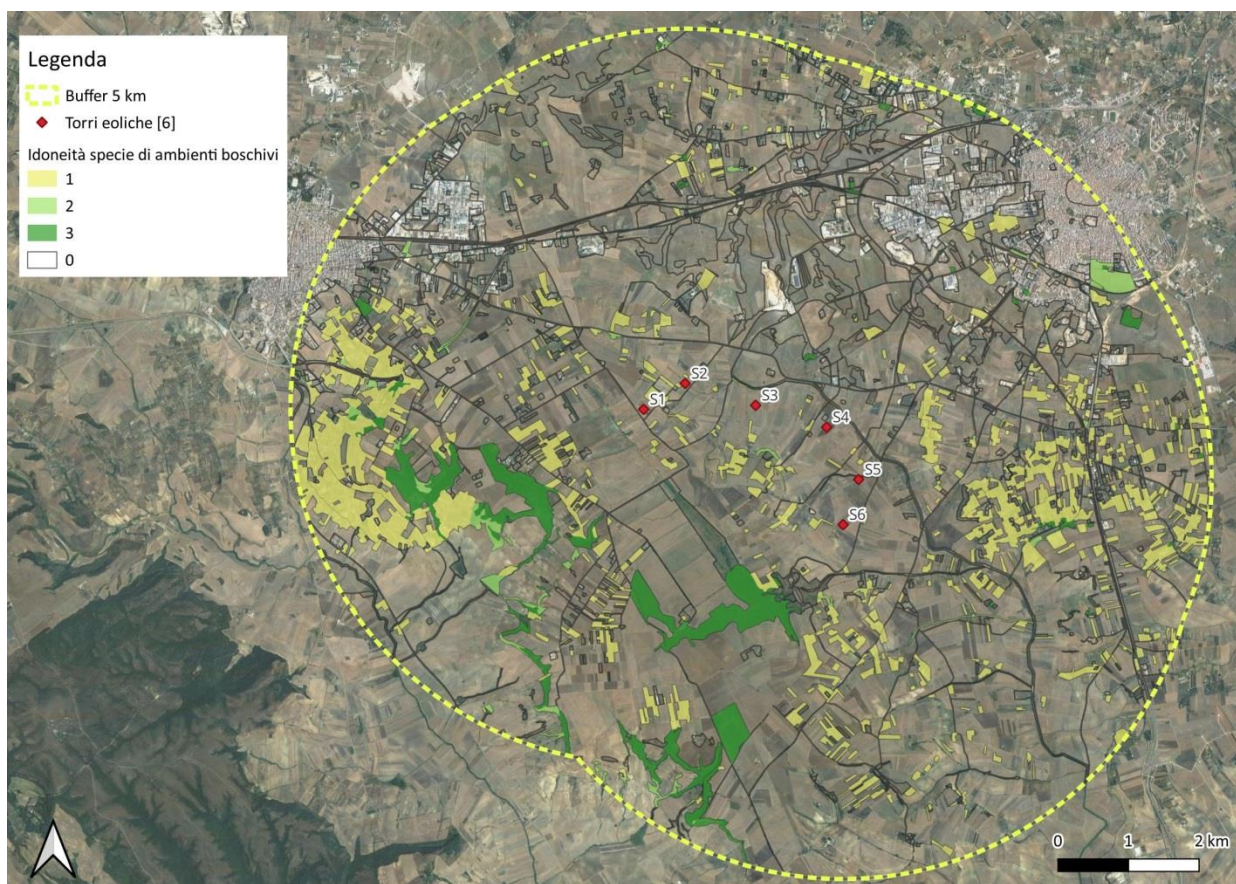 Legenda
Buffer 5 km
Torri eoliche [6]
Idoneità specie di ambienti boschivi
1
2
3
0
S2
S1
S3
S4
S5
S6
0 1 2 km